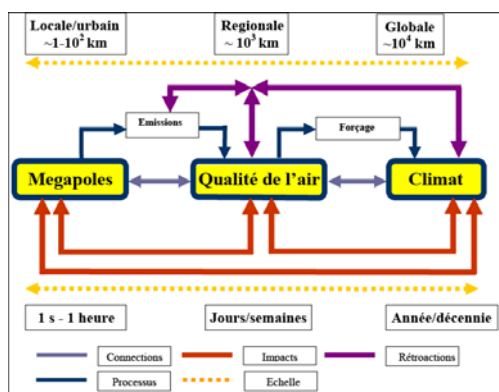 Locale/urbain
~1-10² km
Regionale
~ 10³ km
Globale
~10⁴ km
Emissions
Forçage
Megapoles
Qualité de l'air
Climat
1 s - 1 heure
Jours/semaines
Année/décennie
Connections
Impacts
Rétroactions
Processus
Echelle